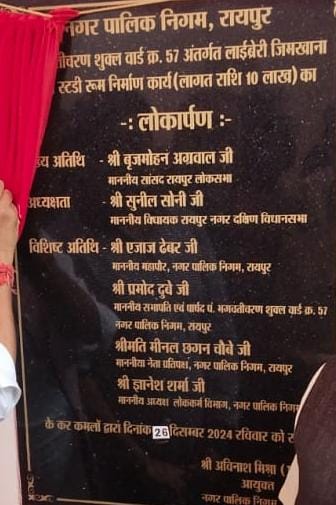 नगर पालिक निगम, रायपुर
शुक्ल वार्ड क्र. 57 अंतर्गत लाईब्रेरी जिमखाना
स्टडी रूम निर्माण कार्य (लागत राशि 10 लाख) का
-: लोकार्पण :-
अतिथि - श्री बृजमोहन अग्रवाल जी
माननीय सांसद रायपुर लोकसभा
अध्यक्षता - श्री सुनील सोनी जी
माननीय विधायक रायपुर नगर दक्षिण विधानसभा
विशिष्ट अतिथि - श्री एजाज ढेबर जी
माननीय महापौर, नगर पालिक निगम, रायपुर
श्री प्रमोद दुबे जी
माननीय सभापति एवं पार्षद पं. भगवतीचरण शुक्ल वार्ड क्र. 57
नगर पालिक निगम, रायपुर
श्रीमति मीनल छगन चौबे जी
माननीया नेता प्रतिपक्ष, नगर पालिक निगम, रायपुर
श्री ज्ञानेश शर्मा जी
माननीय अध्यक्ष लोककर्म विभाग, नगर पालिक निगम
के कर कमलों द्वारा दिनांक 26 दिसम्बर 2024 रविवार को
श्री अविनाश मिश्रा (
आयुक्त
नगर पालिक निगम